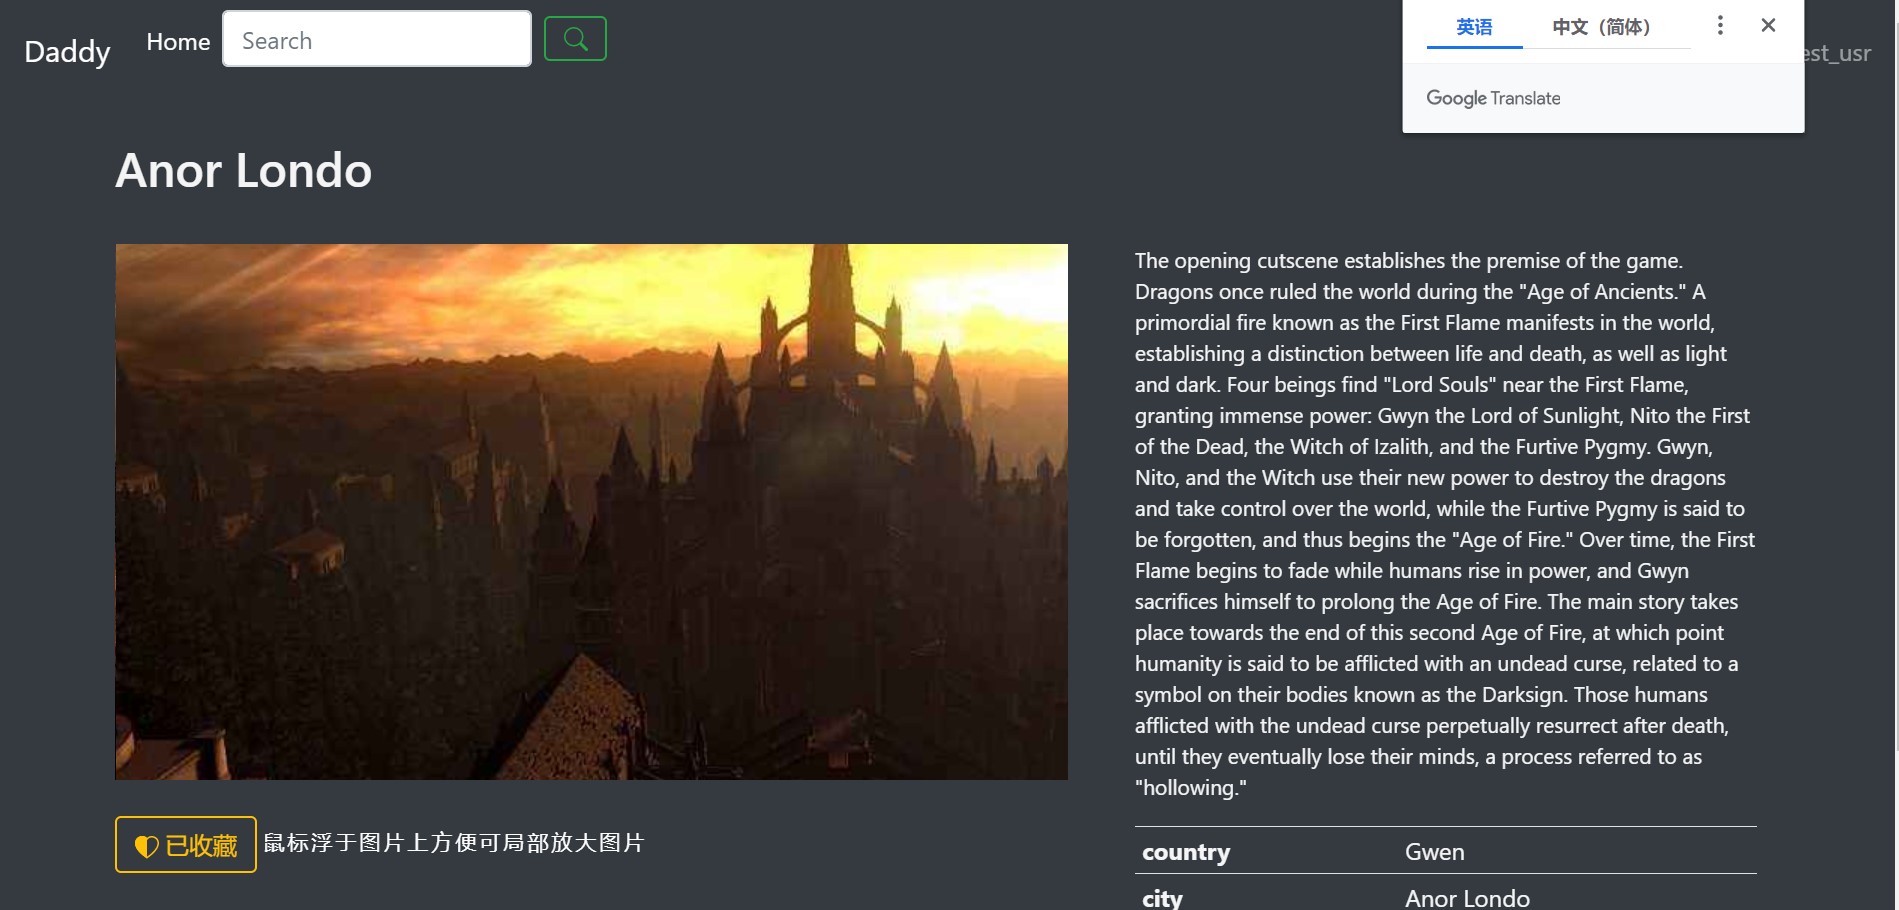 Daddy
Home
Search
英语
中文（简体）
est_usr
Google Translate
Anor Londo
The opening cutscene establishes the premise of the game.
Dragons once ruled the world during the "Age of Ancients." A
primordial fire known as the First Flame manifests in the world,
establishing a distinction between life and death, as well as light
and dark. Four beings find "Lord Souls" near the First Flame,
granting immense power: Gwyn the Lord of Sunlight, Nito the First
of the Dead, the Witch of Izalith, and the Furtive Pygmy. Gwyn,
Nito, and the Witch use their new power to destroy the dragons
and take control over the world, while the Furtive Pygmy is said to
be forgotten, and thus begins the "Age of Fire." Over time, the First
Flame begins to fade while humans rise in power, and Gwyn
sacrifices himself to prolong the Age of Fire. The main story takes
place towards the end of this second Age of Fire, at which point
humanity is said to be afflicted with an undead curse, related to a
symbol on their bodies known as the Darksign. Those humans
afflicted with the undead curse perpetually resurrect after death,
until they eventually lose their minds, a process referred to as
"hollowing."
已收藏 鼠标浮于图片上方便可局部放大图片
country Gwen
city Anor Londo